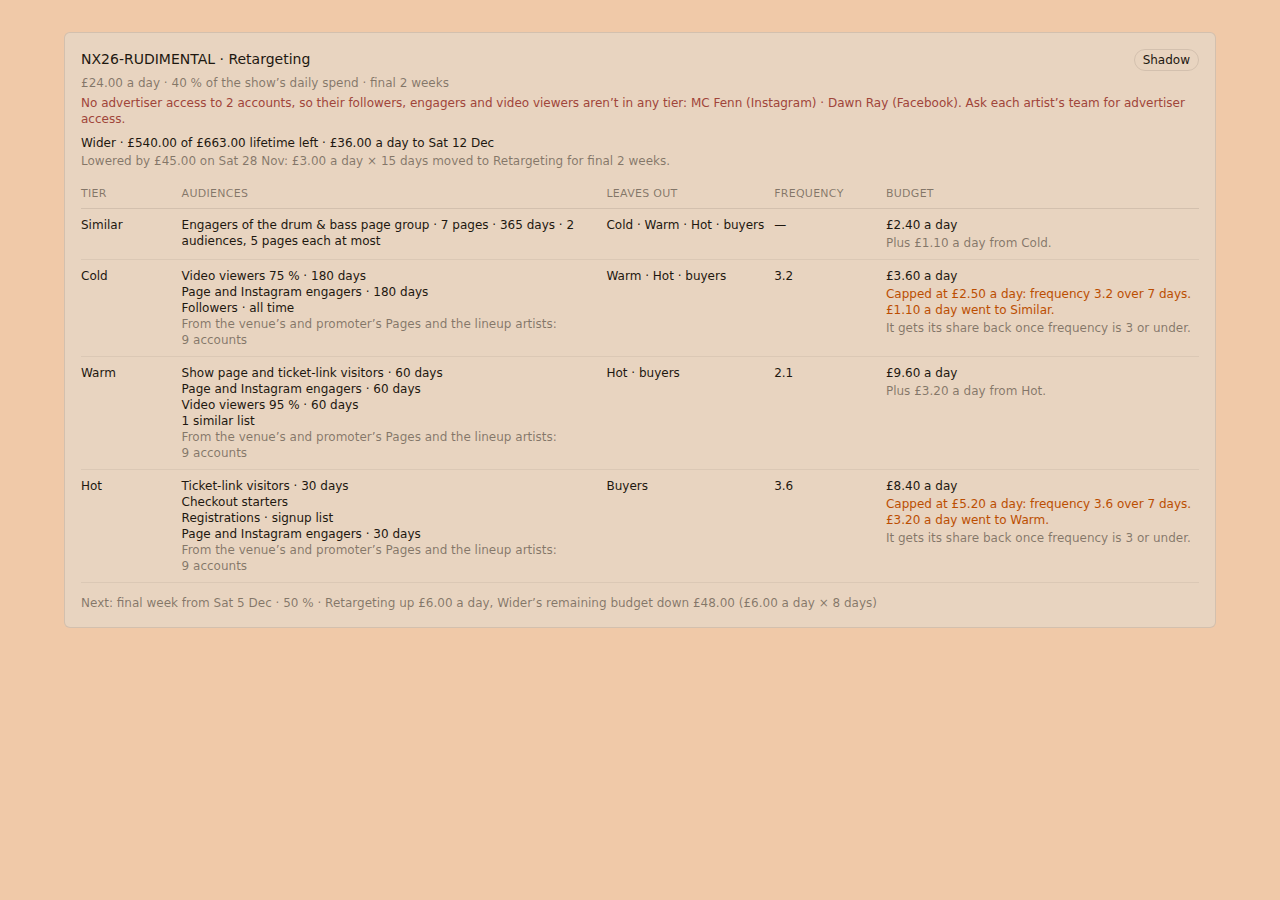 NX26-RUDIMENTAL · Retargeting
Shadow
£24.00 a day · 40 % of the show’s daily spend · final 2 weeks
No advertiser access to 2 accounts, so their followers, engagers and video viewers aren’t in any tier: MC Fenn (Instagram) · Dawn Ray (Facebook). Ask each artist’s team for advertiser
access.
Wider · £540.00 of £663.00 lifetime left · £36.00 a day to Sat 12 Dec
Lowered by £45.00 on Sat 28 Nov: £3.00 a day × 15 days moved to Retargeting for final 2 weeks.
TIER AUDIENCES LEAVES OUT FREQUENCY BUDGET
Similar
Engagers of the drum & bass page group · 7 pages · 365 days · 2
audiences, 5 pages each at most
Cold · Warm · Hot · buyers
—
£2.40 a day
Plus £1.10 a day from Cold.
Cold
Video viewers 75 % · 180 days
Page and Instagram engagers · 180 days
Followers · all time
From the venue’s and promoter’s Pages and the lineup artists:
9 accounts
Warm · Hot · buyers
3.2
£3.60 a day
Capped at £2.50 a day: frequency 3.2 over 7 days.
£1.10 a day went to Similar.
It gets its share back once frequency is 3 or under.
Warm
Show page and ticket-link visitors · 60 days
Page and Instagram engagers · 60 days
Video viewers 95 % · 60 days
1 similar list
From the venue’s and promoter’s Pages and the lineup artists:
9 accounts
Hot · buyers
2.1
£9.60 a day
Plus £3.20 a day from Hot.
Hot
Ticket-link visitors · 30 days
Checkout starters
Registrations · signup list
Page and Instagram engagers · 30 days
From the venue’s and promoter’s Pages and the lineup artists:
9 accounts
Buyers
3.6
£8.40 a day
Capped at £5.20 a day: frequency 3.6 over 7 days.
£3.20 a day went to Warm.
It gets its share back once frequency is 3 or under.
Next: final week from Sat 5 Dec · 50 % · Retargeting up £6.00 a day, Wider’s remaining budget down £48.00 (£6.00 a day × 8 days)